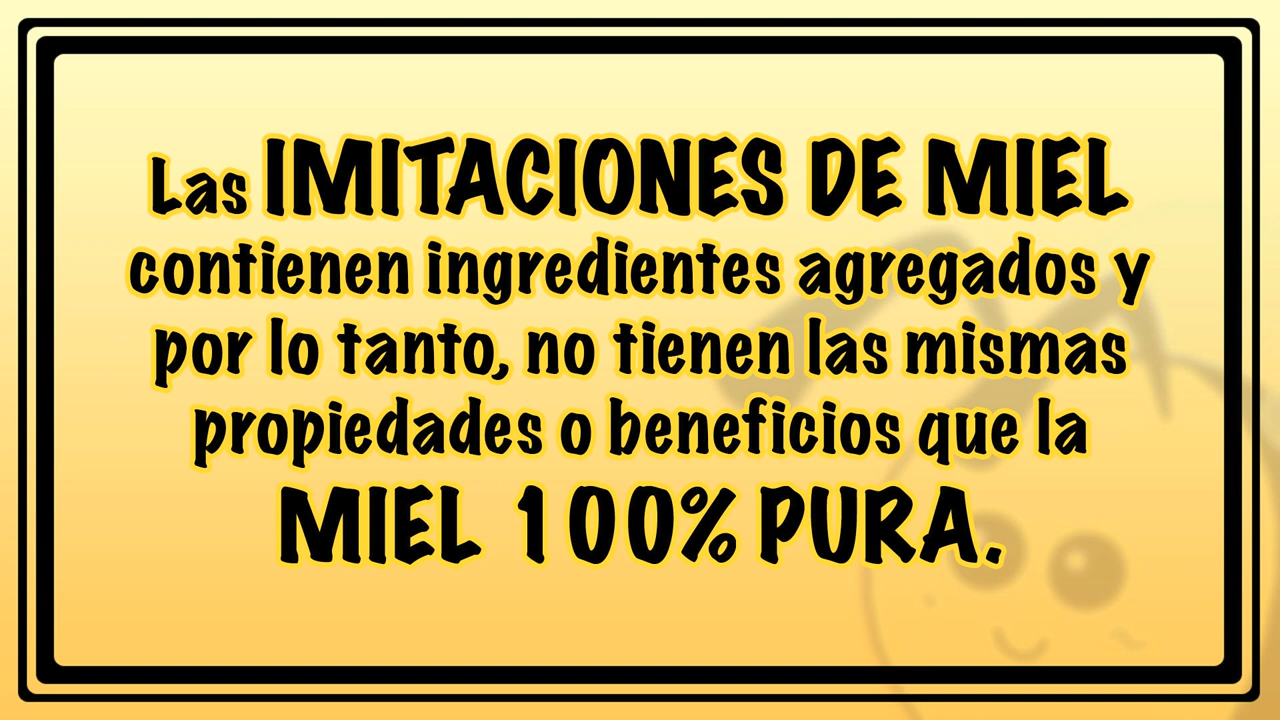 Las IMITACIONES DE MIEL
contienen ingredientes agregados y
por lo tanto, no tienen las mismas
propiedades o beneficios que la
MIEL 100% PURA.